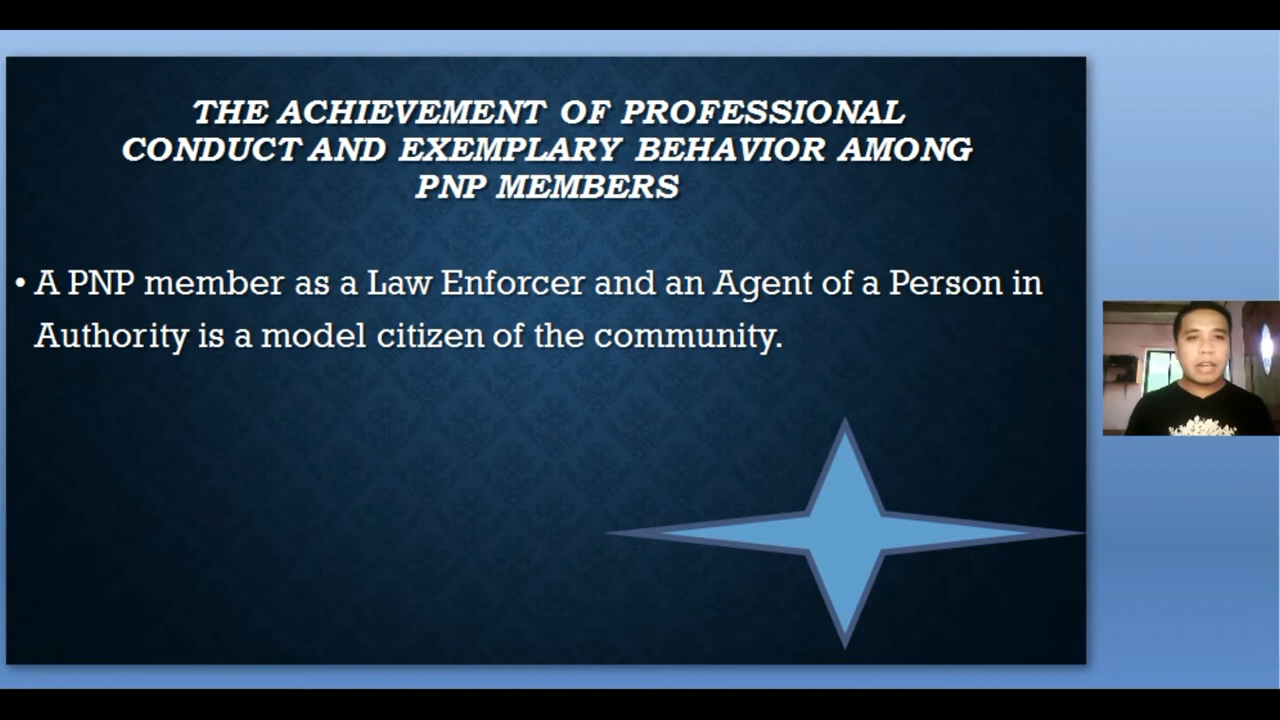 THE ACHIEVEMENT OF PROFESSIONAL
CONDUCT AND EXEMPLARY BEHAVIOR AMONG
PNP MEMBERS
• A PNP member as a Law Enforcer and an Agent of a Person in
Authority is a model citizen of the community.